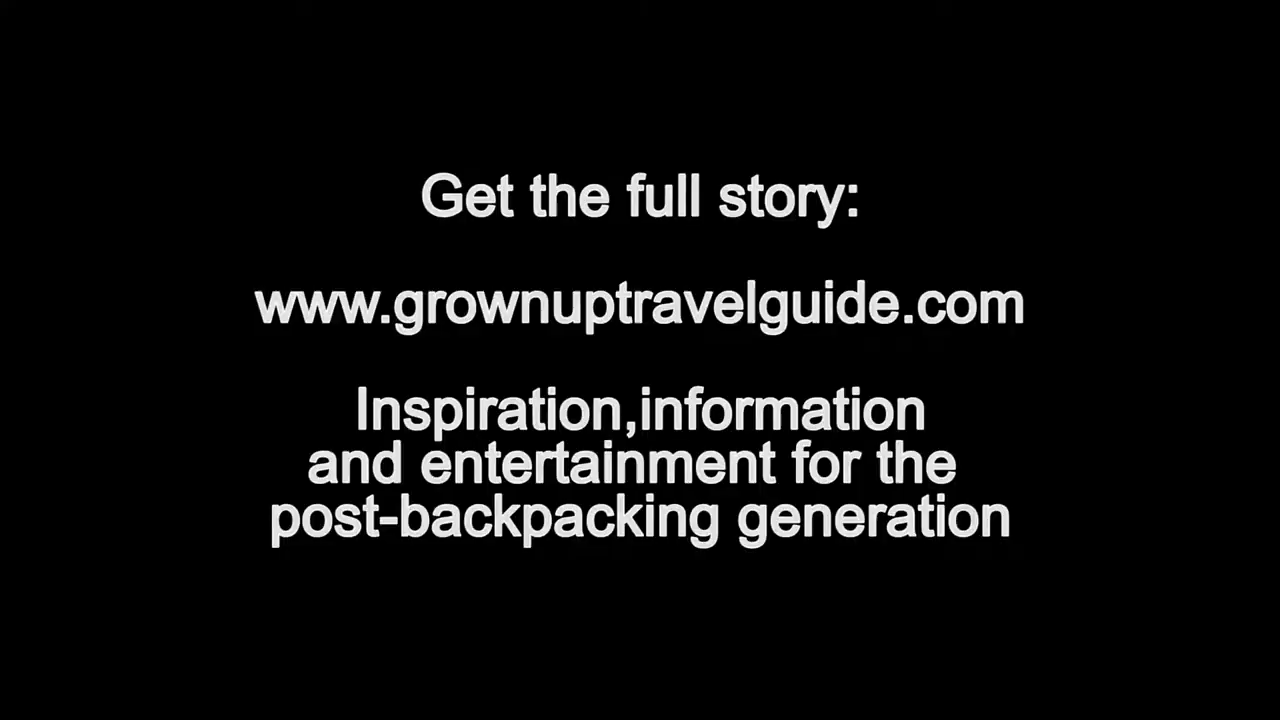 Get the full story:
www.grownuptravelguide.com
Inspiration,information
and entertainment for the
post-backpacking generation